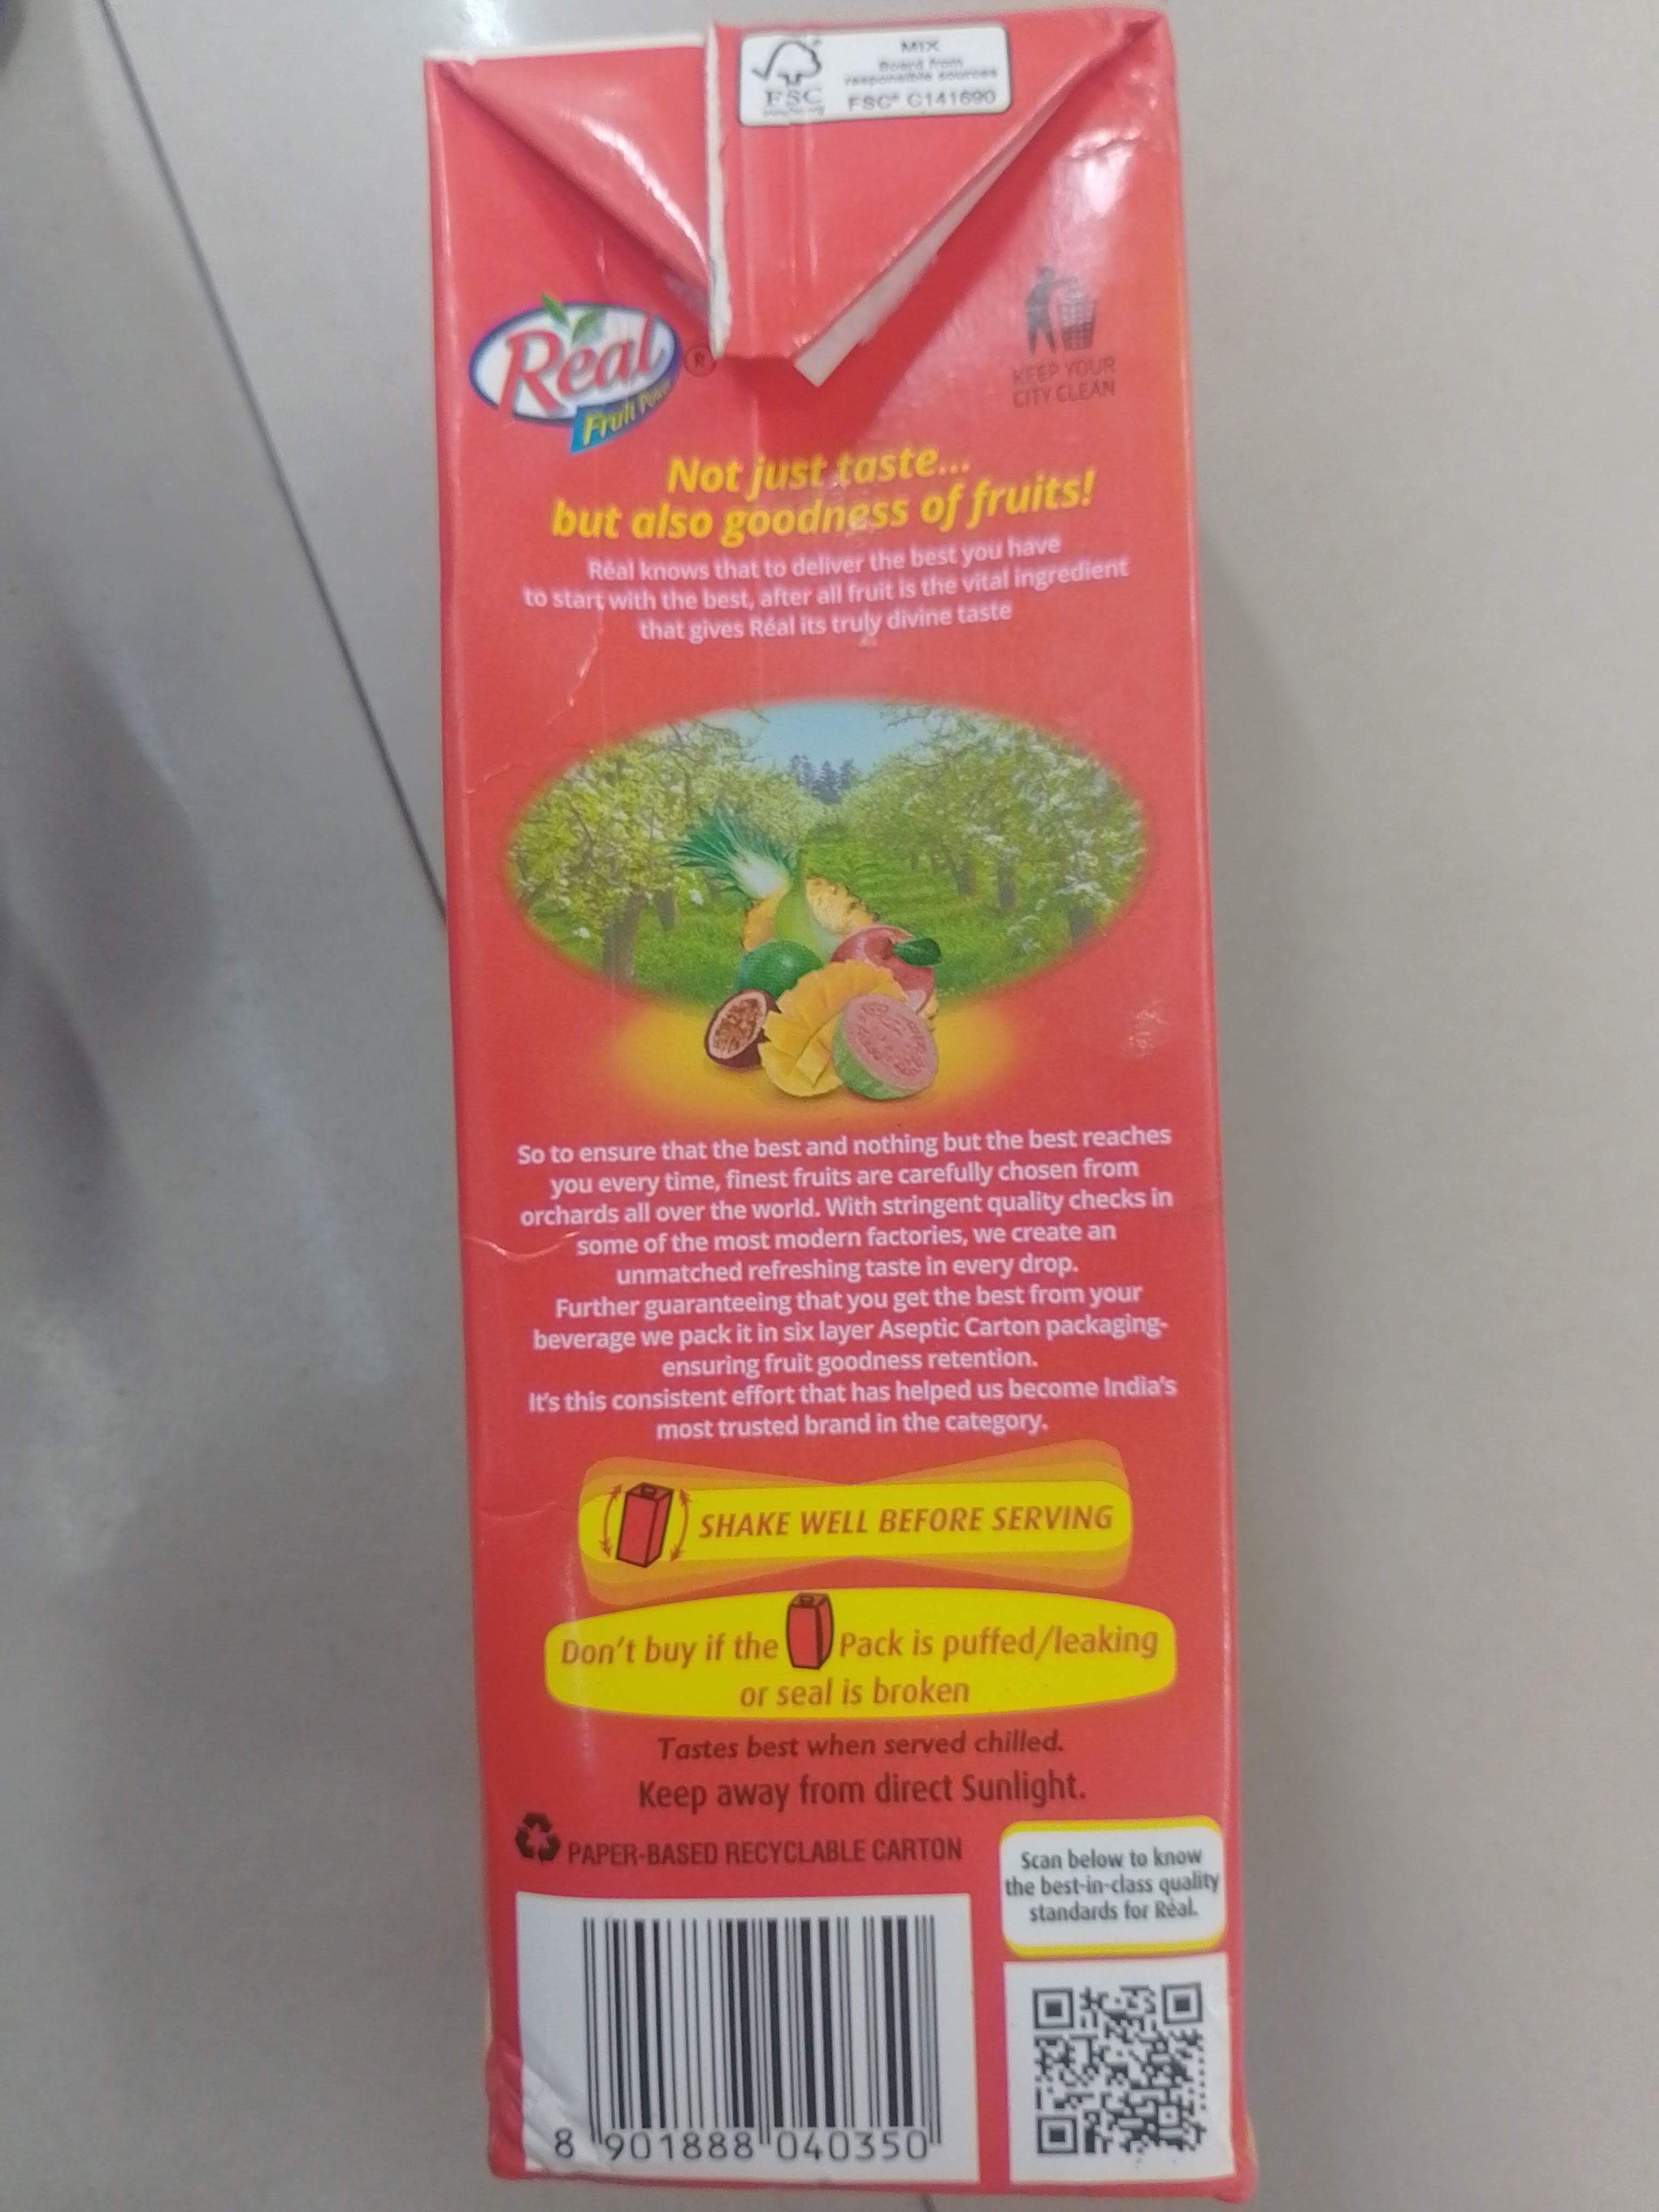 FSC
MIX
Board from
responsible sources
FSC® C141690
Réal
®
Fruit Power
KEEP YOUR
CITY CLEAN
Not just taste...
but also goodness of fruits!
Réal knows that to deliver the best you have
to start with the best, after all fruit is the vital ingredient
that gives Réal its truly divine taste
So to ensure that the best and nothing but the best reaches
you every time, finest fruits are carefully chosen from
orchards all over the world. With stringent quality checks in
some of the most modern factories, we create an
unmatched refreshing taste in every drop.
Further guaranteeing that you get the best from your
beverage we pack it in six layer Aseptic Carton packaging-
ensuring fruit goodness retention.
It's this consistent effort that has helped us become India's
most trusted brand in the category.
SHAKE WELL BEFORE SERVING
Don't buy if the Pack is puffed/leaking
or seal is broken
Tastes best when served chilled.
Keep away from direct Sunlight.
PAPER-BASED RECYCLABLE CARTON
Scan below to know
the best-in-class quality
standards for Réal.
8 901888 040350